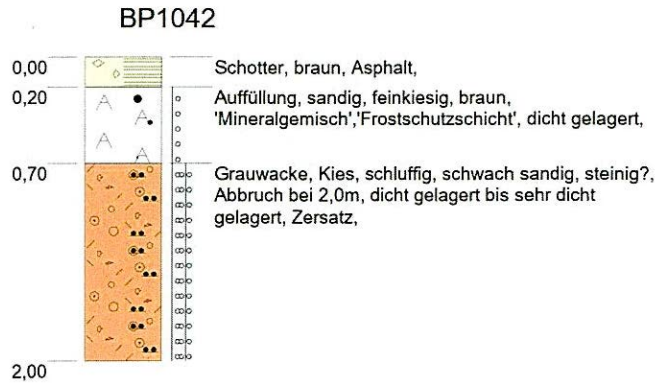 BP1042
0,00 Schotter, braun, Asphalt,
0,20 Auffüllung, sandig, feinkiesig, braun,
'Mineralgemisch','Frostschutzschicht', dicht gelagert,
0,70 Grauwacke, Kies, schluffig, schwach sandig, steinig?,
Abbruch bei 2,0m, dicht gelagert bis sehr dicht
gelagert, Zersatz,
2,00